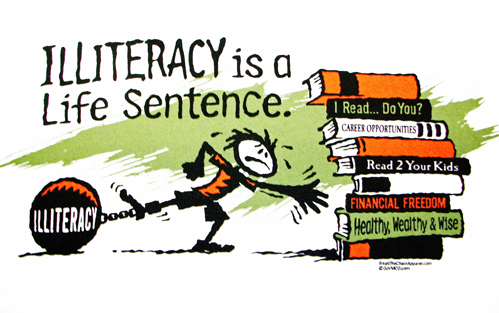 ILLITERACY is a
Life Sentence.
I Read... Do You?
CAREER OPPORTUNITIES
Read 2 Your Kids
FINANCIAL FREEDOM
Healthy, Wealthy & Wise
ILLITERACY